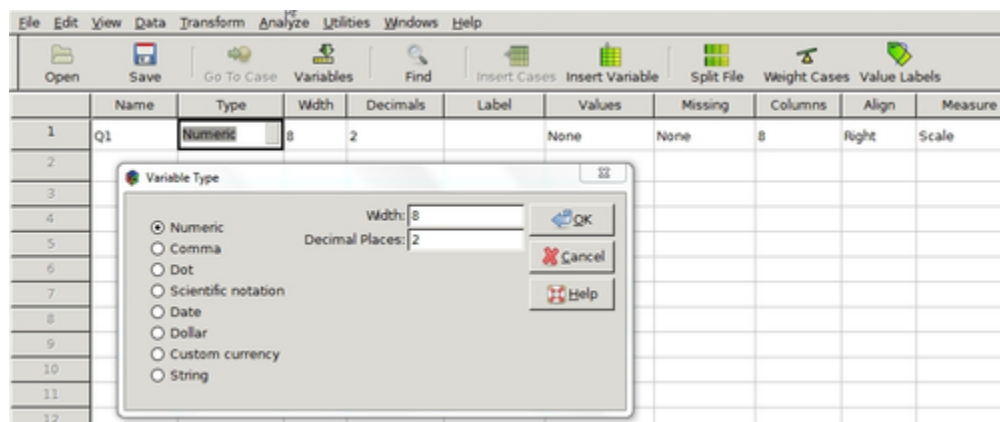 File Edit View Data Transform Analyze Utilities Windows Help
Open Save Go To Case Variables Find Insert Cases Insert Variable Split File Weight Cases Value Labels
Name Type Width Decimals Label Values Missing Columns Align Measure
1 Q1 Numeric 8 2 None None 8 Right Scale
2
Variable Type
3
Width: 8
4
Numeric
OK
Decimal Places: 2
5
Comma
Cancel
6
Dot
7
Scientific notation
Help
8
Date
9
Dollar
10
Custom currency
11
String
12